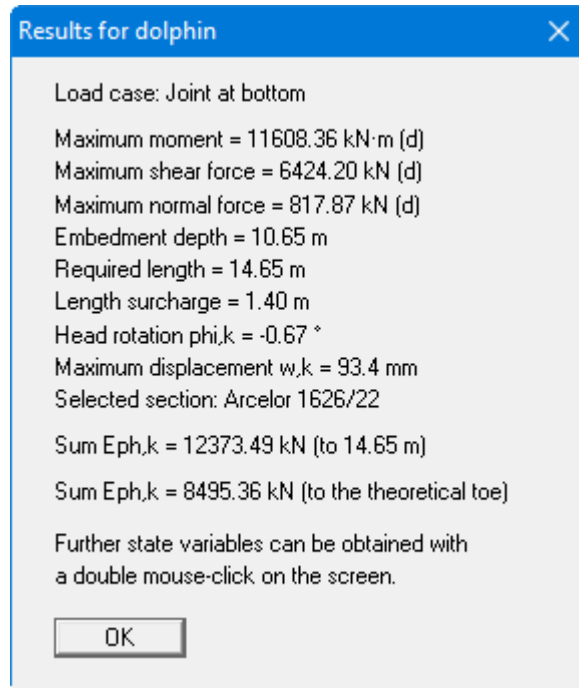 Results for dolphin
Load case: Joint at bottom
Maximum moment = 11608.36 kN·m (d)
Maximum shear force = 6424.20 kN (d)
Maximum normal force = 817.87 kN (d)
Embedment depth = 10.65 m
Required length = 14.65 m
Length surcharge = 1.40 m
Head rotation phi,k = -0.67 °
Maximum displacement w,k = 93.4 mm
Selected section: Arcelor 1626/22
Sum Eph,k = 12373.49 kN (to 14.65 m)
Sum Eph,k = 8495.36 kN (to the theoretical toe)
Further state variables can be obtained with
a double mouse-click on the screen.
OK